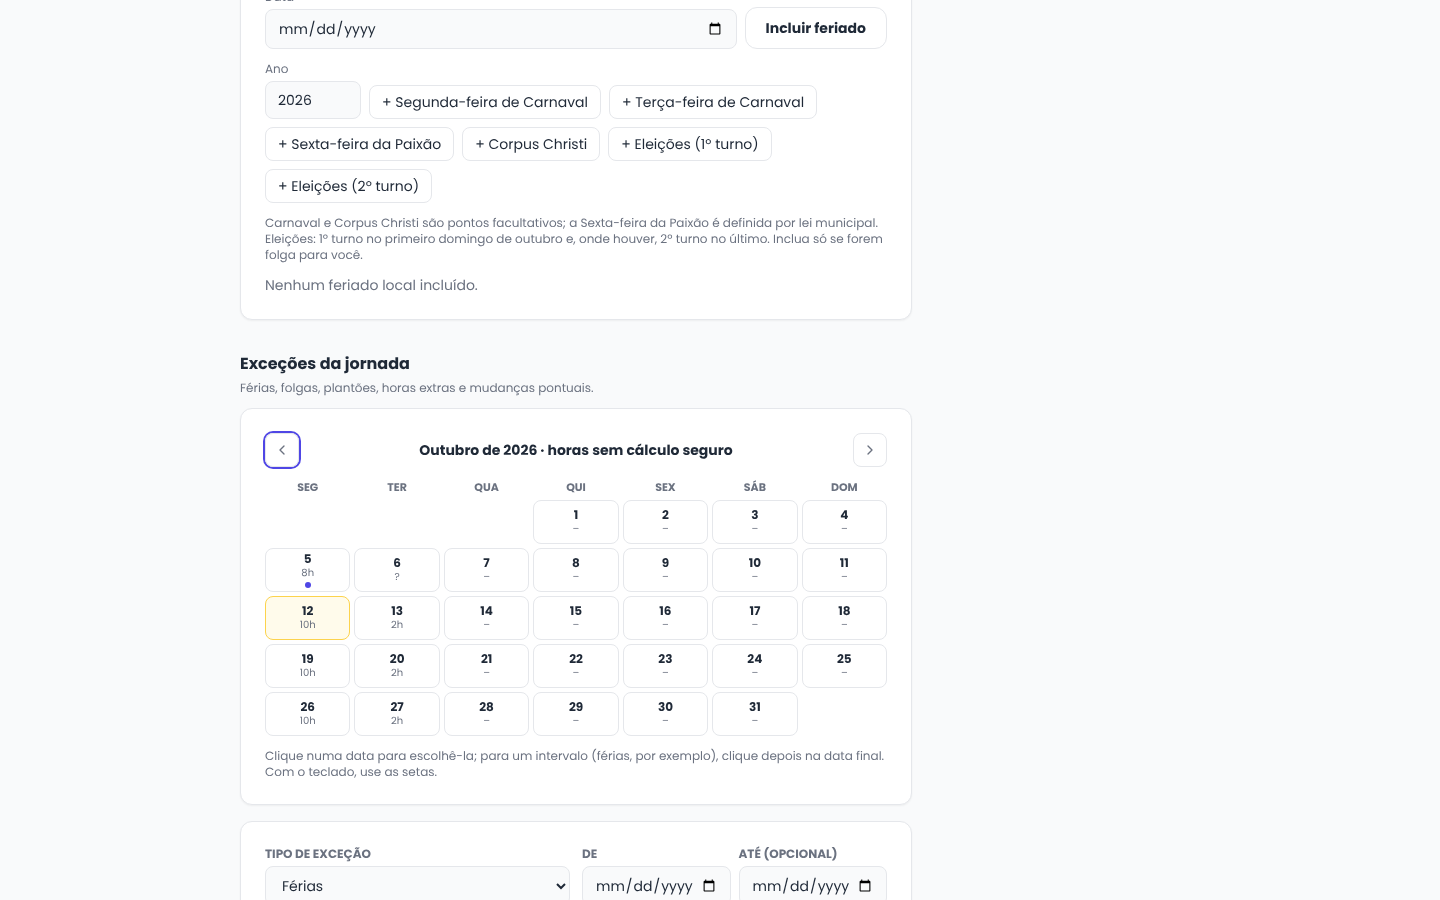 mm/dd/yyyy
Incluir feriado
Ano
2026
+ Segunda-feira de Carnaval
+ Terça-feira de Carnaval
+ Sexta-feira da Paixão
+ Corpus Christi
+ Eleições (1º turno)
+ Eleições (2º turno)
Carnaval e Corpus Christi são pontos facultativos; a Sexta-feira da Paixão é definida por lei municipal.
Eleições: 1º turno no primeiro domingo de outubro e, onde houver, 2º turno no último. Inclua só se forem
folga para você.
Nenhum feriado local incluído.
Exceções da jornada
Férias, folgas, plantões, horas extras e mudanças pontuais.
Outubro de 2026 · horas sem cálculo seguro
SEG TER QUA QUI SEX SÁB DOM
1 2 3 4
– – – –
5 6 7 8 9 10 11
8h ? – – – – –
12 13 14 15 16 17 18
10h 2h – – – – –
19 20 21 22 23 24 25
10h 2h – – – – –
26 27 28 29 30 31
10h 2h – – – –
Clique numa data para escolhê-la; para um intervalo (férias, por exemplo), clique depois na data final.
Com o teclado, use as setas.
TIPO DE EXCEÇÃO DE ATÉ (OPCIONAL)
Férias mm/dd/yyyy mm/dd/yyyy